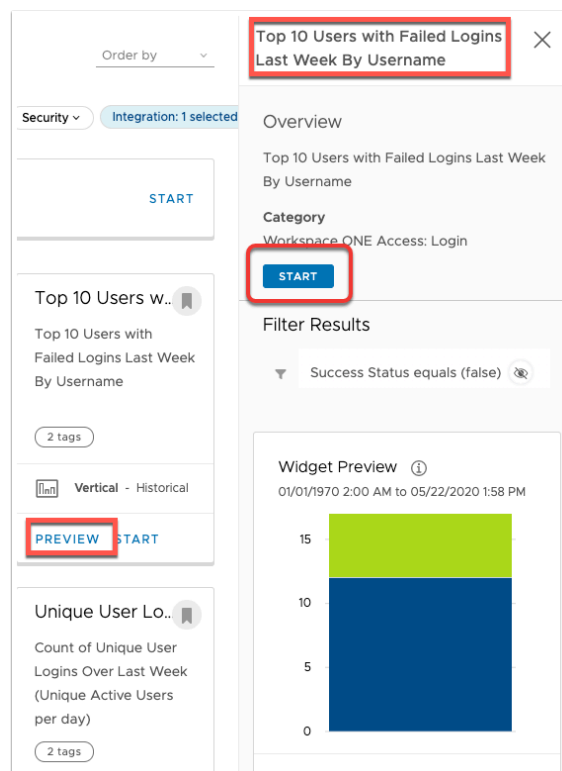 Order by
Security
Integration: 1 selected
START
Top 10 Users w..
Top 10 Users with
Failed Logins Last Week
By Username
2 tags
Vertical - Historical
PREVIEW
START
Unique User Lo..
Count of Unique User
Logins Over Last Week
(Unique Active Users
per day)
2 tags
Top 10 Users with Failed Logins
Last Week By Username
Overview
Top 10 Users with Failed Logins Last Week
By Username
Category
Workspace ONE Access: Login
START
Filter Results
Success Status equals (false)
Widget Preview
01/01/1970 2:00 AM to 05/22/2020 1:58 PM
15
10
5
0